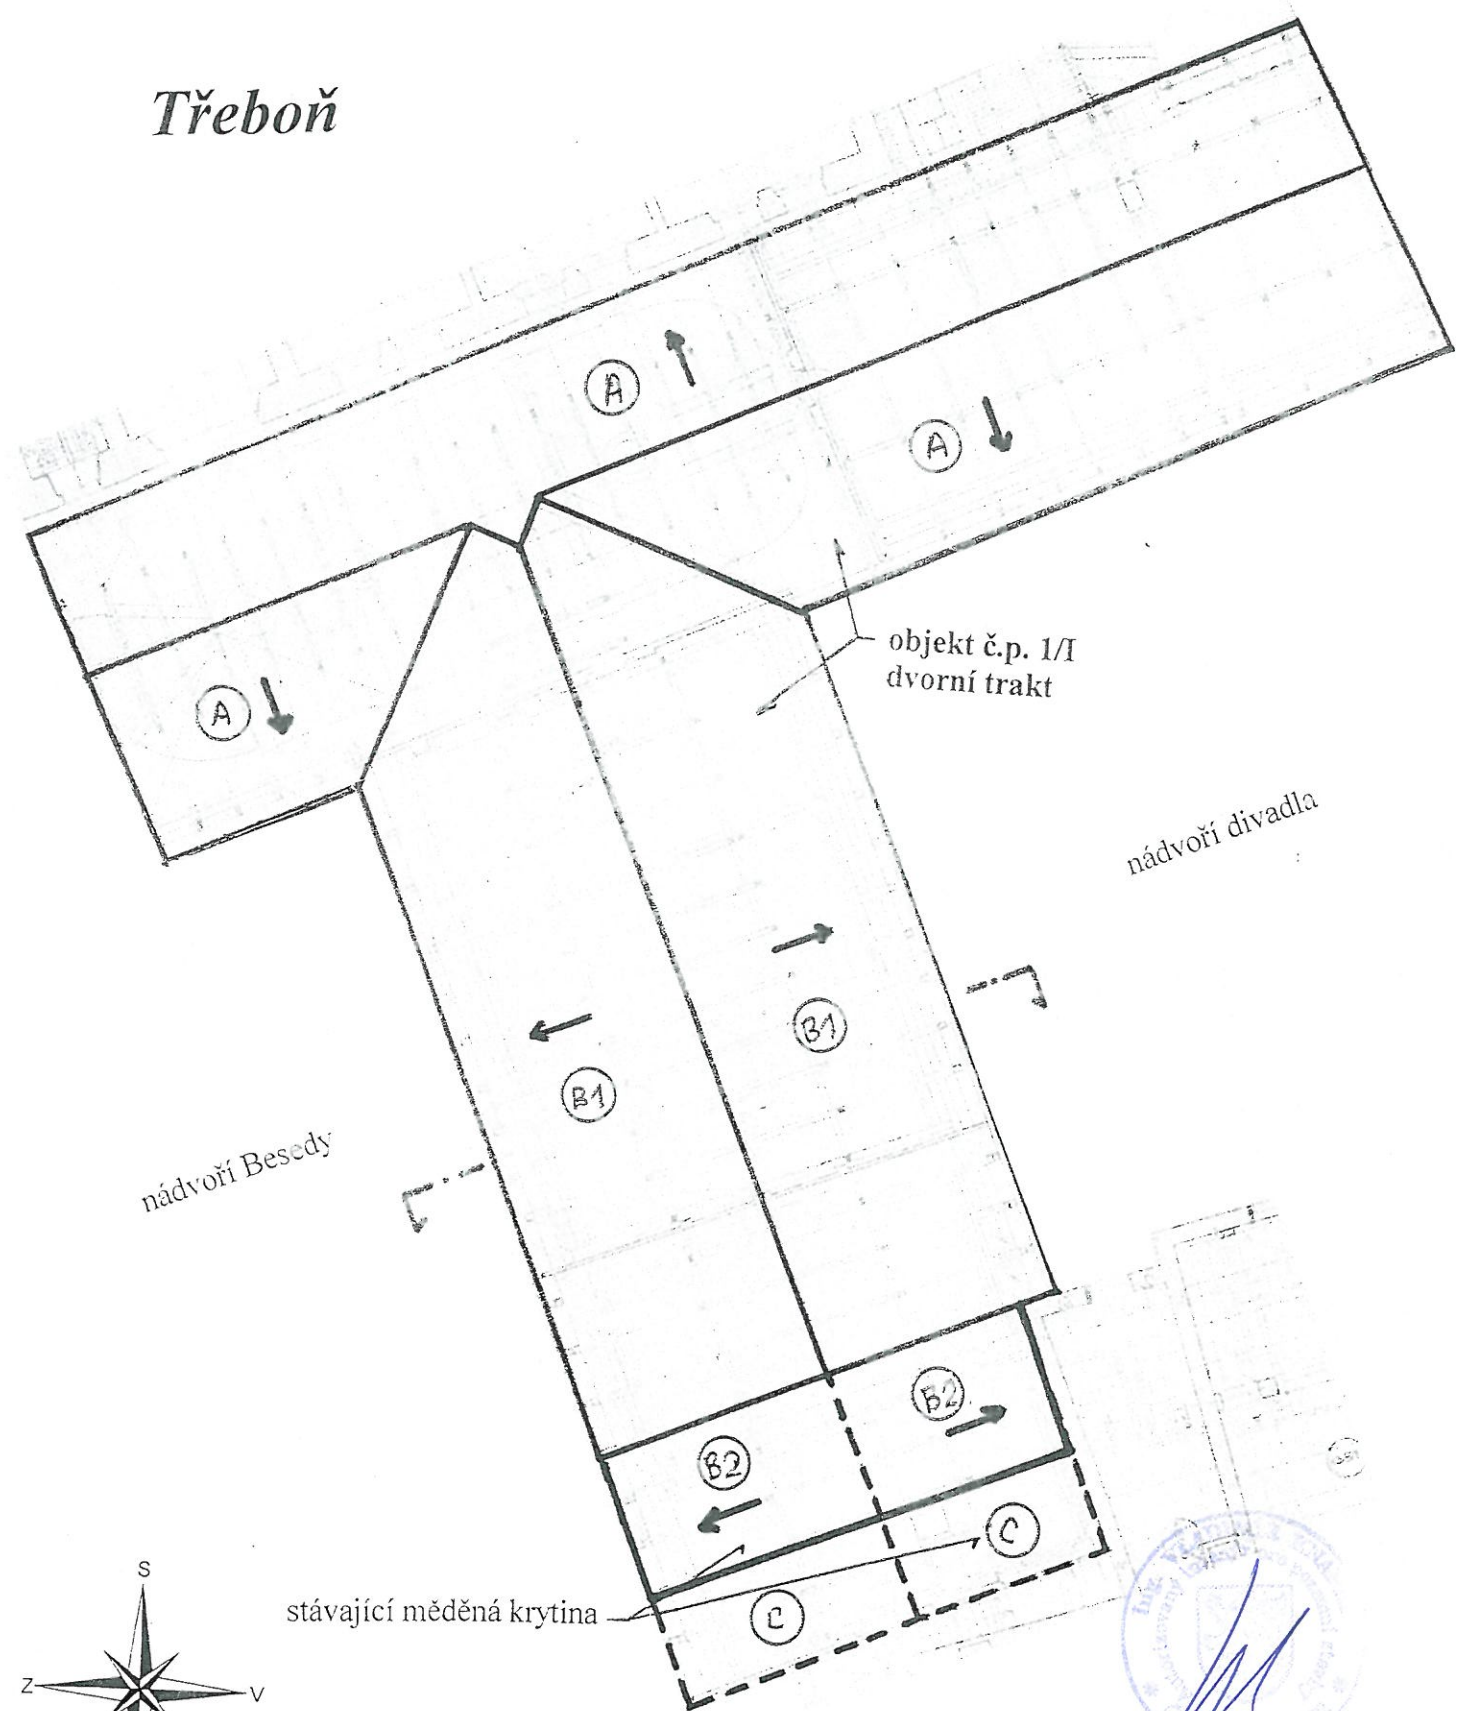 Třeboň
A
A
objekt č.p. 1/I
dvorní trakt
A
nádvoří divadla
B1
B1
nádvoří Besedy
B2
B2
C
stávající měděná krytina
C
S
Z
V